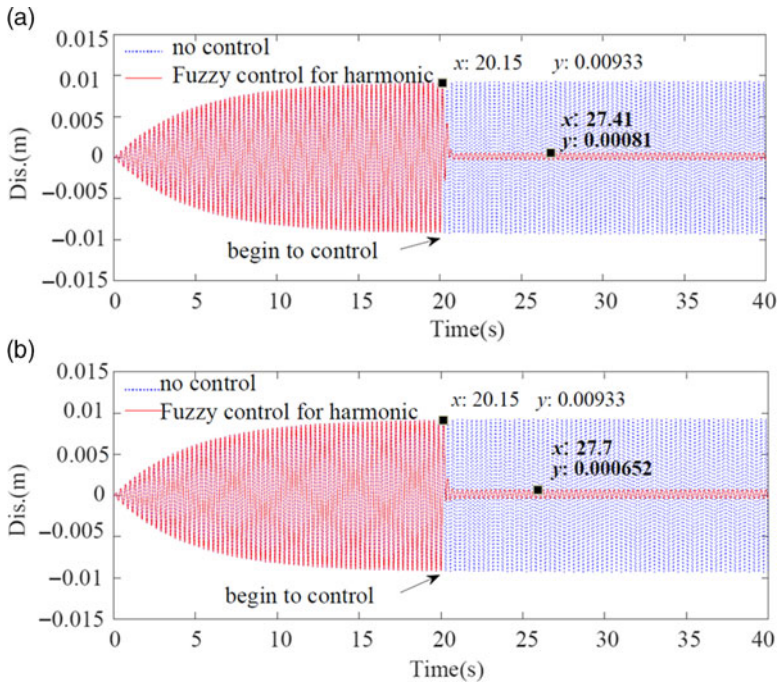 (a)
0.015
no control
Fuzzy control for harmonic
x: 20.15 y: 0.00933
0.01
0.005
x: 27.41
y: 0.00081
0
Dis.(m)
−0.005
−0.01
begin to control
−0.015
0 5 10 15 20 25 30 35 40
Time(s)
(b)
0.015
no control
Fuzzy control for harmonic
x: 20.15 y: 0.00933
0.01
0.005
x: 27.7
y: 0.000652
0
Dis.(m)
−0.005
−0.01
begin to control
−0.015
0 5 10 15 20 25 30 35 40
Time(s)